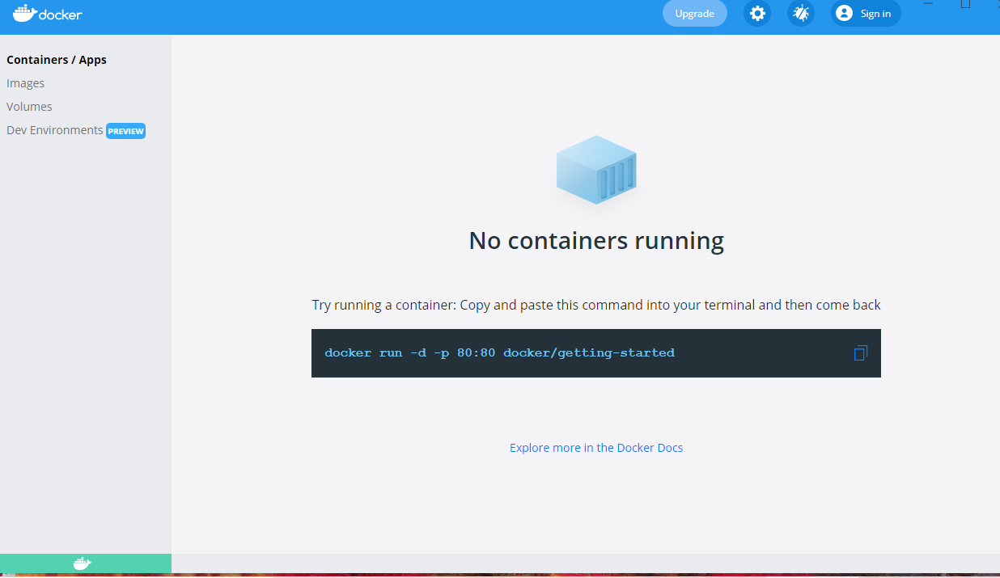 docker
Upgrade
Sign in
Containers / Apps
Images
Volumes
Dev Environments PREVIEW
No containers running
Try running a container: Copy and paste this command into your terminal and then come back
docker run -d -p 80:80 docker/getting-started
Explore more in the Docker Docs